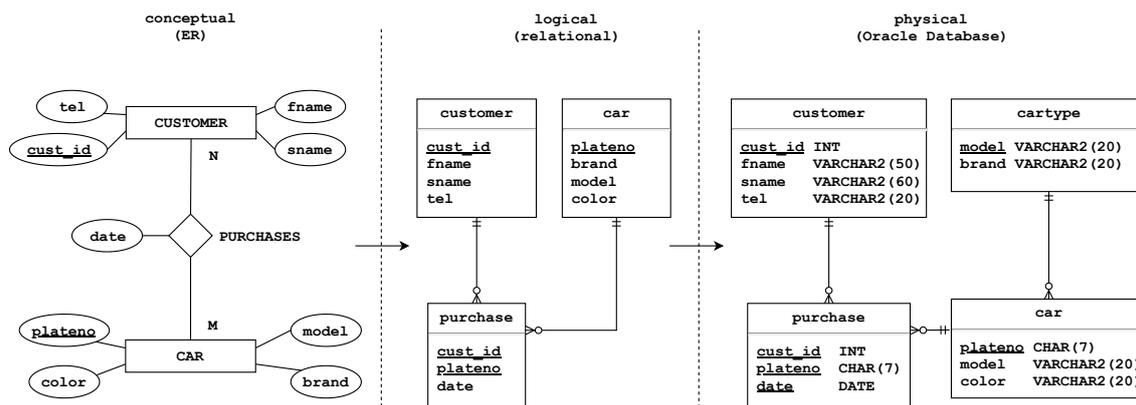 conceptual
(ER)
tel
fname
CUSTOMER
cust_id
sname
N
date
PURCHASES
M
plateno
model
CAR
color
brand
logical
(relational)
customer
cust_id
fname
sname
tel
car
plateno
brand
model
color
purchase
cust_id
plateno
date
physical
(Oracle Database)
customer
cust_id INT
fname VARCHAR2(50)
sname VARCHAR2(60)
tel VARCHAR2(20)
cartype
model VARCHAR2(20)
brand VARCHAR2(20)
purchase
cust_id INT
plateno CHAR(7)
date DATE
car
plateno CHAR(7)
model VARCHAR2(20)
color VARCHAR2(20)